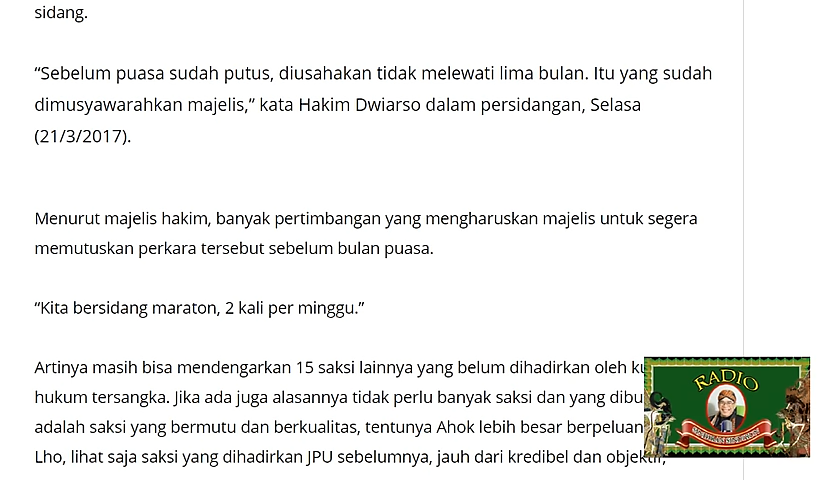 sidang.
“Sebelum puasa sudah putus, diusahakan tidak melewati lima bulan. Itu yang sudah
dimusyawarahkan majelis,” kata Hakim Dwiarso dalam persidangan, Selasa
(21/3/2017).
Menurut majelis hakim, banyak pertimbangan yang mengharuskan majelis untuk segera
memutuskan perkara tersebut sebelum bulan puasa.
“Kita bersidang maraton, 2 kali per minggu.”
Artinya masih bisa mendengarkan 15 saksi lainnya yang belum dihadirkan oleh
hukum tersangka. Jika ada juga alasannya tidak perlu banyak saksi dan yang
adalah saksi yang bermutu dan berkualitas, tentunya Ahok lebih besar
Lho, lihat saja saksi yang dihadirkan JPU sebelumnya, jauh dari kredibel dan objektif,
RADIO